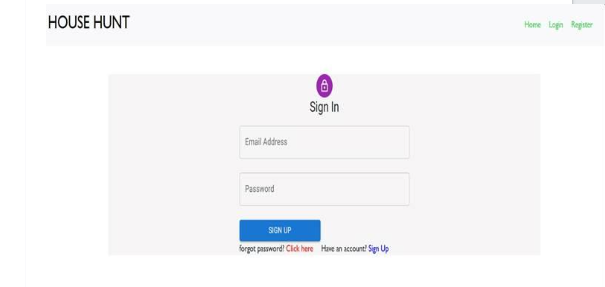 HOUSE HUNT
Home Login Register
Sign In
Email Address
Password
SIGN UP
forgot password? Click here Have an account? Sign Up